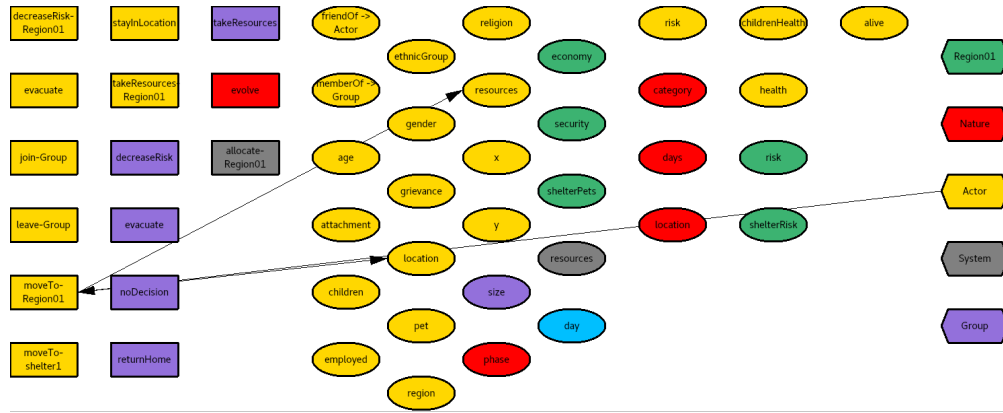 decreaseRisk-
Region01
stayInLocation
takeResources
friendOf ->
Actor
religion
risk
childrenHealth
alive
ethnicGroup
economy
Region01
evacuate
takeResources-
Region01
evolve
memberOf ->
Group
resources
category
health
gender
security
Nature
join-Group
decreaseRisk
allocate-
Region01
age
x
days
risk
grievance
shelterPets
Actor
leave-Group
evacuate
attachment
y
location
shelterRisk
location
resources
System
moveTo-
Region01
noDecision
children
size
pet
day
Group
moveTo-
shelter1
returnHome
employed
phase
region